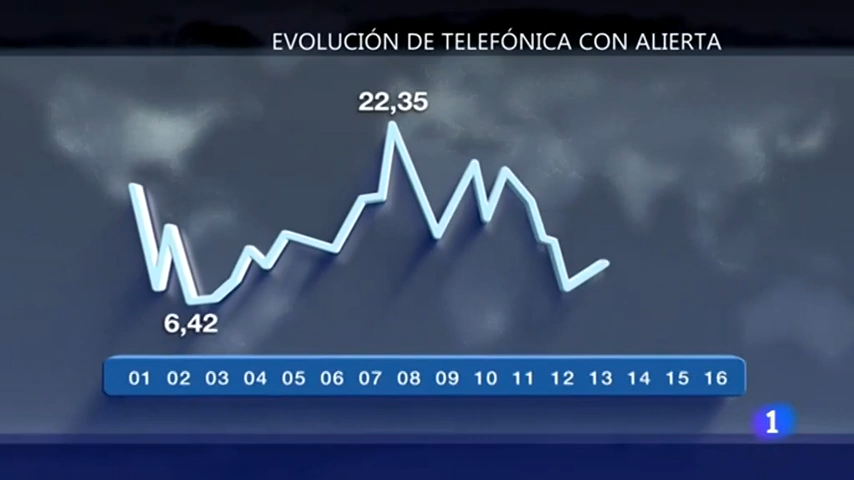 EVOLUCIÓN DE TELEFÓNICA CON ALIERTA
22,35
6,42
01 02 03 04 05 06 07 08 09 10 11 12 13 14 15 16
1